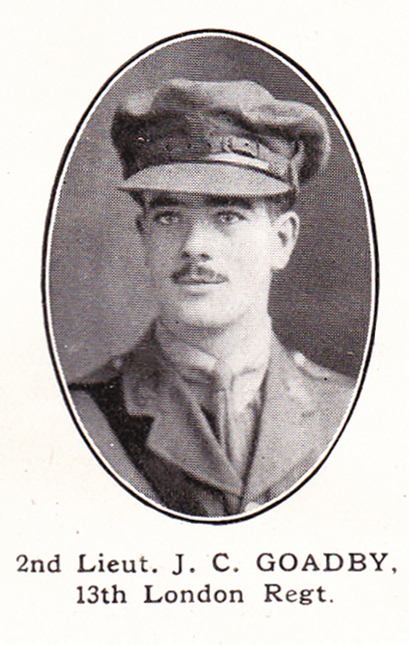 2nd Lieut. J. C. GOADBY,
13th London Regt.